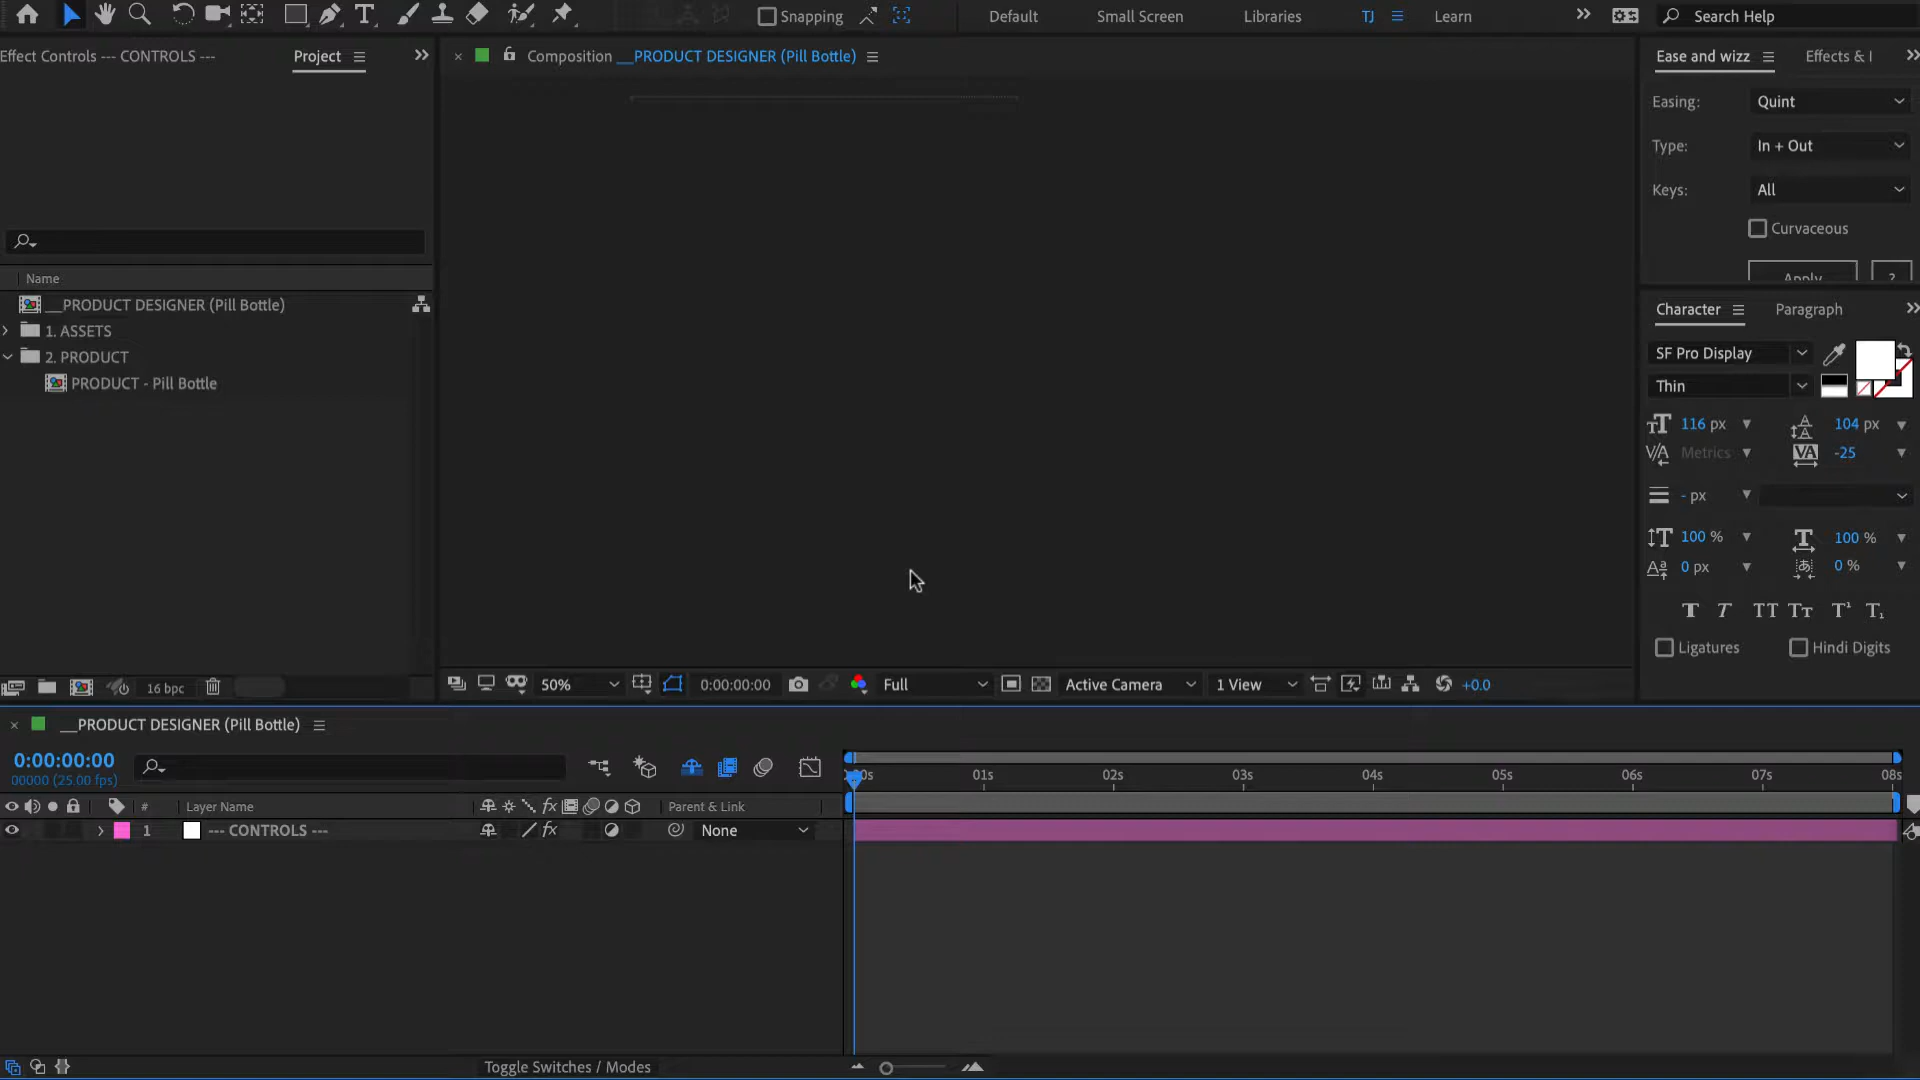 Snapping
Default
Small Screen
Libraries
TJ
Learn
Search Help
Effect Controls --- CONTROLS ---
Project
Composition __PRODUCT DESIGNER (Pill Bottle)
Ease and wizz
Effects &
Easing: Quint
Type: In + Out
Keys: All
Curvaceous
Apply ?
Name
__PRODUCT DESIGNER (Pill Bottle)
1. ASSETS
2. PRODUCT
PRODUCT - Pill Bottle
Character
Paragraph
SF Pro Display
Thin
116 px
104 px
Metrics
-25
- px
100 %
100 %
0 px
0 %
Ligatures
Hindi Digits
16 bpc
50%
0:00:00:00
Full
Active Camera
1 View
+0.0
__PRODUCT DESIGNER (Pill Bottle)
0:00:00:00
00000 (25.00 fps)
01s
02s
03s
04s
05s
06s
07s
08s
# Layer Name
Parent & Link
1 --- CONTROLS ---
None
Toggle Switches / Modes